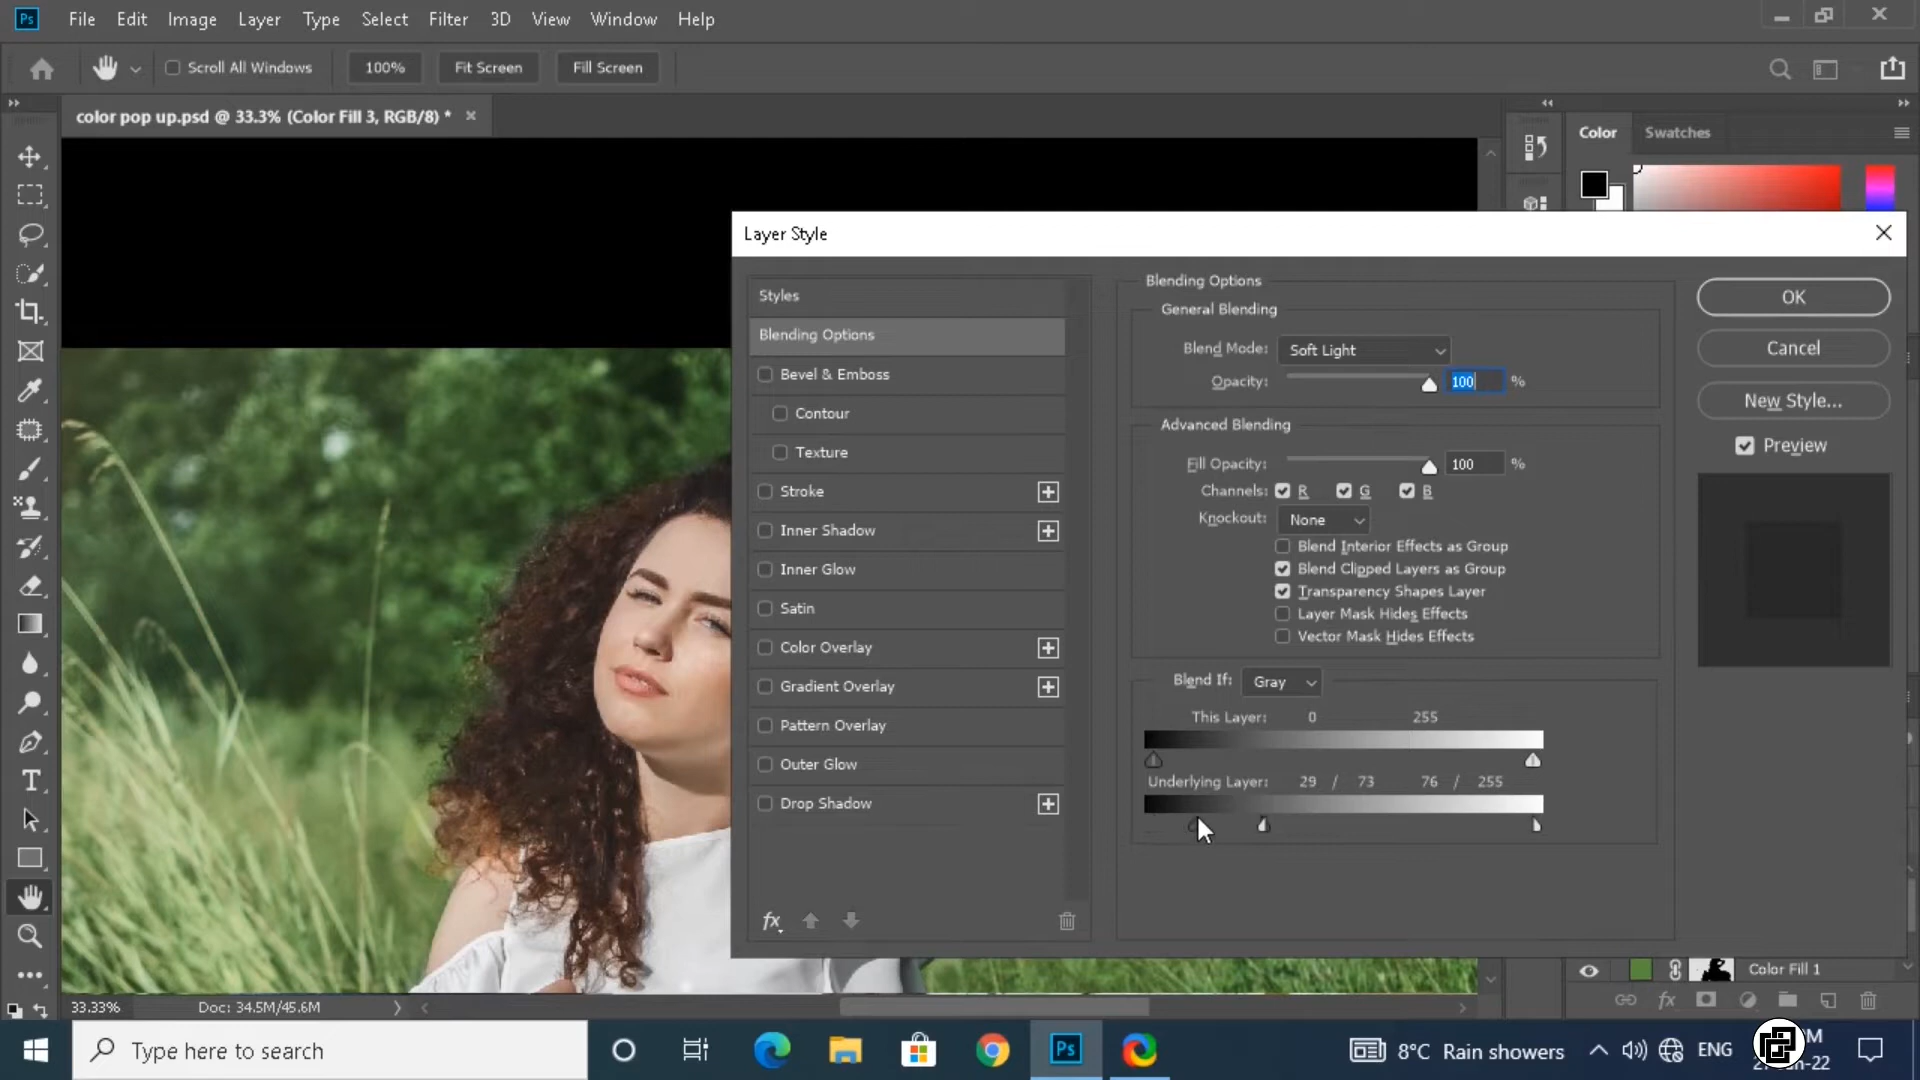 Ps File Edit Image Layer Type Select Filter 3D View Window Help
Scroll All Windows 100% Fit Screen Fill Screen
color pop up.psd @ 33.3% (Color Fill 3, RGB/8) *
Color Swatches
Layer Style
Styles
Blending Options
Bevel & Emboss
Contour
Texture
Stroke
Inner Shadow
Inner Glow
Satin
Color Overlay
Gradient Overlay
Pattern Overlay
Outer Glow
Drop Shadow
fx
Blending Options
General Blending
Blend Mode: Soft Light
Opacity: 100 %
Advanced Blending
Fill Opacity: 100 %
Channels: R G B
Knockout: None
Blend Interior Effects as Group
Blend Clipped Layers as Group
Transparency Shapes Layer
Layer Mask Hides Effects
Vector Mask Hides Effects
Blend If: Gray
This Layer: 0 255
Underlying Layer: 29 / 73 76 / 255
OK
Cancel
New Style...
Preview
Color Fill 1
fx
33.33% Doc: 34.5M/45.6M
Type here to search
Ps
8°C Rain showers
ENG